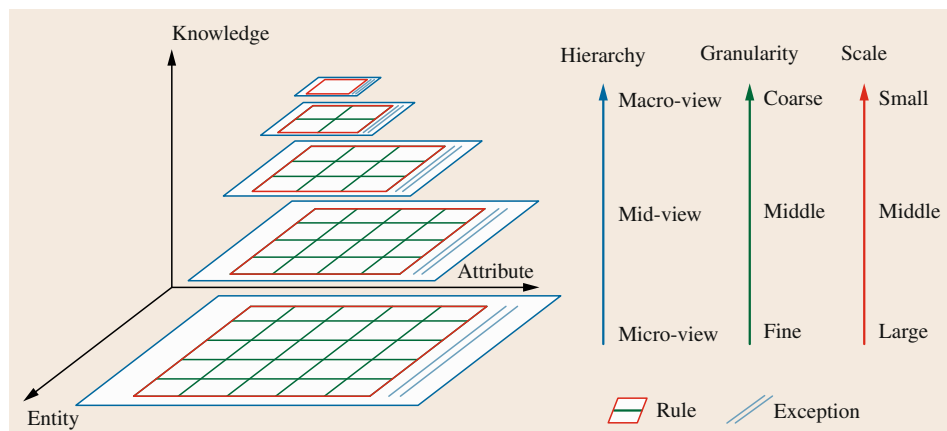 Knowledge
Hierarchy Granularity Scale
Macro-view Coarse Small
Mid-view Middle Middle
Attribute
Micro-view Fine Large
Entity
Rule Exception